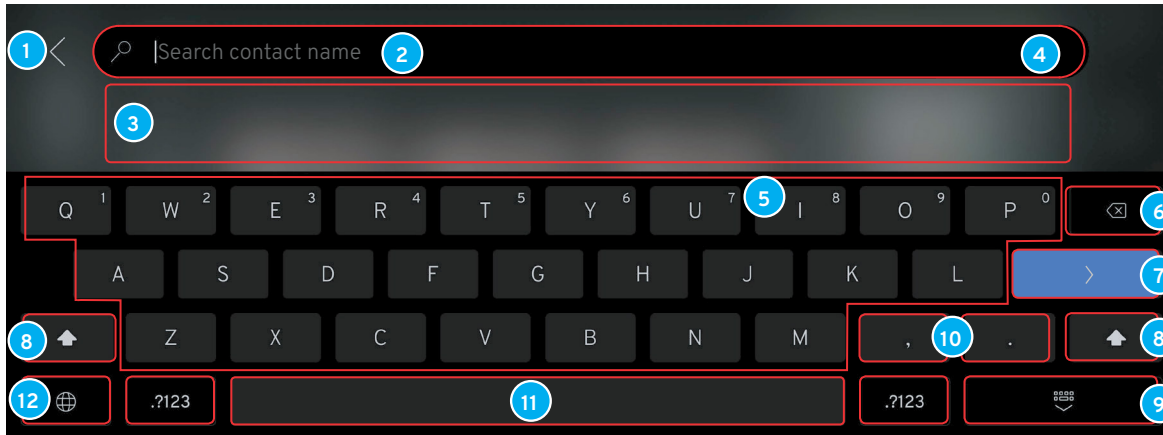 1 Search contact name 2 4
3
Q 1 W 2 E 3 R 4 T 5 Y 6 U 7 5 I 8 O 9 P 0 6
A S D F G H J K L 7
8 Z X C V B N M , 10 . 8
12 .?123 11 .?123 9